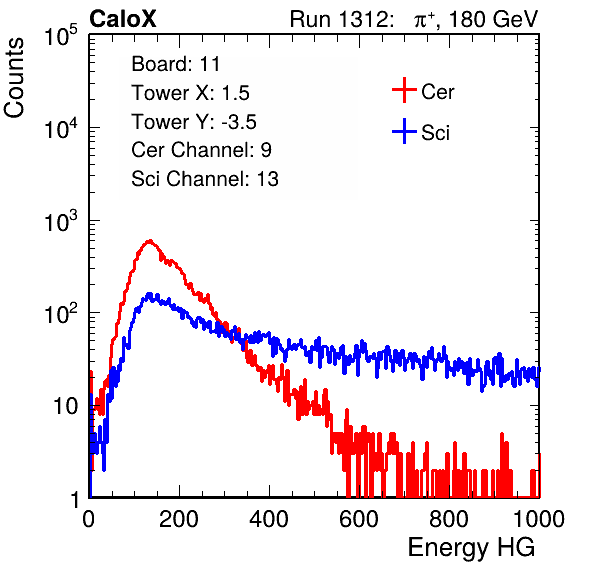 CaloX Run 1312: π⁺, 180 GeV
Counts
10⁵
10⁴
10³
10²
10
1
Board: 11
Tower X: 1.5
Tower Y: -3.5
Cer Channel: 9
Sci Channel: 13
Cer
Sci
0 200 400 600 800 1000
Energy HG